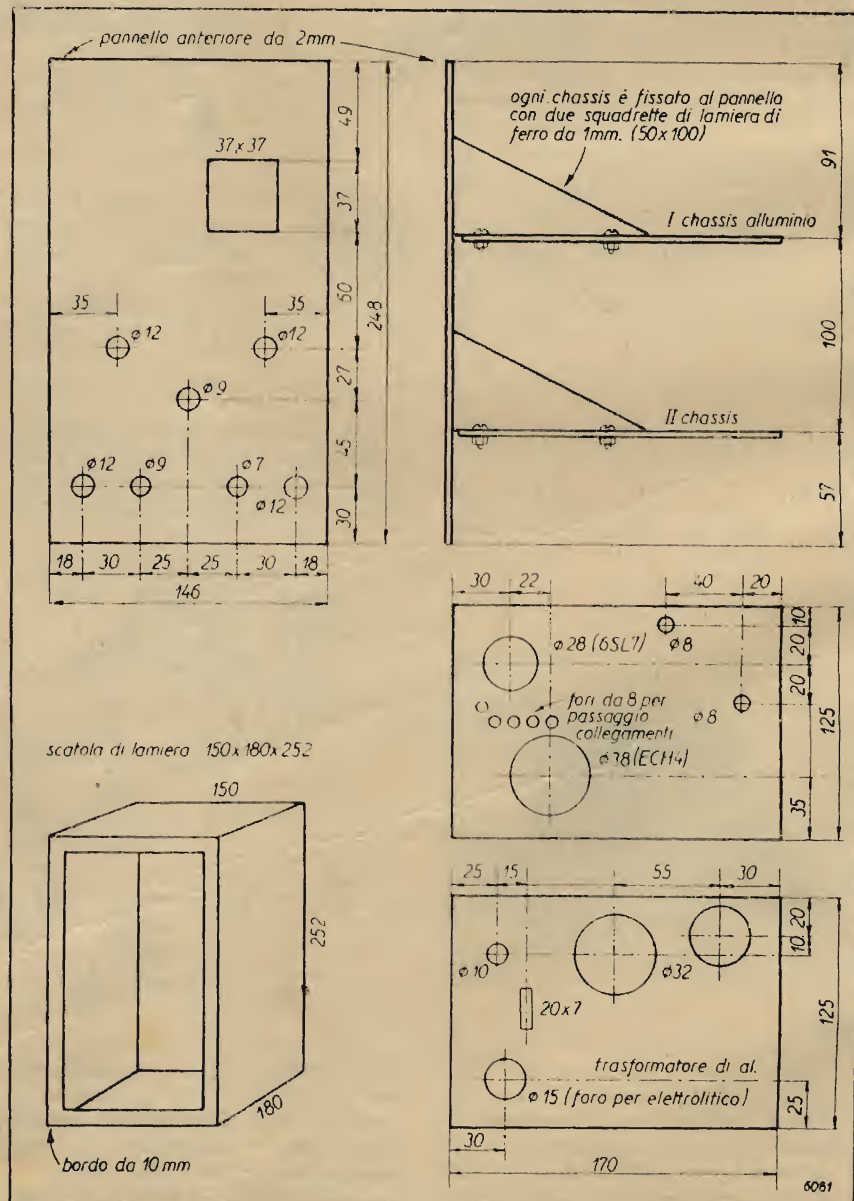 pannello anteriore da 2mm
49
37 x 37
37
60
248
35
35
ø12
ø12
27
ø9
45
ø12
ø9
ø7
ø12
30
18
30
25
25
30
18
146
ogni chassis é fissato al pannello
con due squadrette di lamiera di
ferro da 1mm. (50x100)
91
I chassis alluminio
100
II chassis
57
30
22
40
20
10
ø28 (6SL7)
ø8
20
20
fori da 8 per
passaggio
collegamenti
ø8
125
ø38 (ECH4)
35
scatola di lamiera 150x180x252
150
252
180
bordo da 10mm
25
15
55
30
20
10
ø10
ø32
20x7
125
trasformatore di al.
ø15 (foro per elettrolitico)
25
30
170
6081